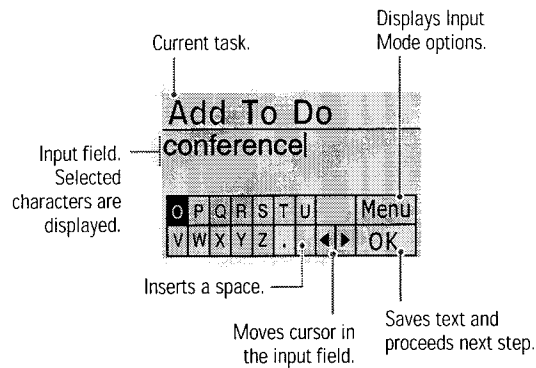 Displays Input
Mode options.
Current task.
Add To Do
conference
Input field.
Selected
characters are
displayed.
O P Q R S T U Menu
V W X Y Z . OK
Inserts a space.
Moves cursor in
the input field.
Saves text and
proceeds next step.